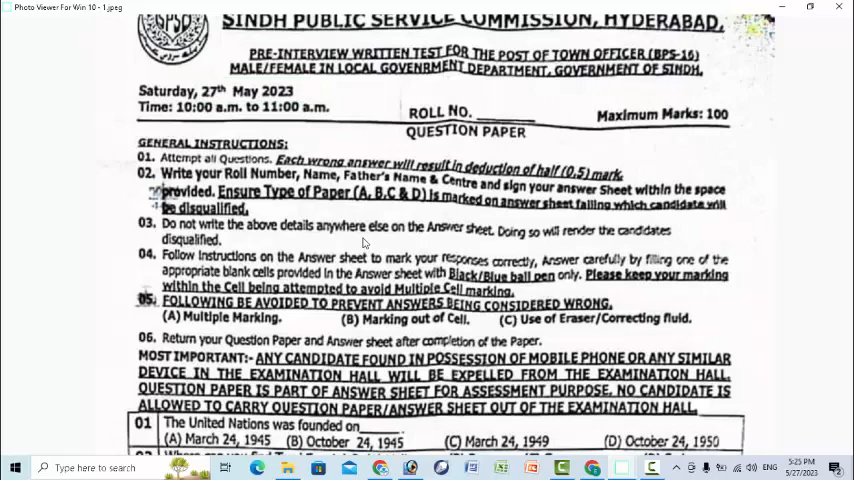 Photo Viewer For Win 10 - 1.jpeg
SINDH PUBLIC SERVICE COMMISSION, HYDERABAD.
PRE-INTERVIEW WRITTEN TEST FOR THE POST OF TOWN OFFICER (BPS-16)
MALE/FEMALE IN LOCAL GOVENRMENT DEPARTMENT, GOVERNMENT OF SINDH.
Saturday, 27th May 2023
Time: 10:00 a.m. to 11:00 a.m.
ROLL NO. ________
Maximum Marks: 100
QUESTION PAPER
GENERAL INSTRUCTIONS:
01. Attempt all Questions. Each wrong answer will result in deduction of half (0.5) mark.
02. Write your Roll Number, Name, Father's Name & Centre and sign your answer Sheet within the space
provided. Ensure Type of Paper (A, B,C & D) is marked on answer sheet failing which candidate will
be disqualified.
03. Do not write the above details anywhere else on the Answer sheet. Doing so will render the candidates
disqualified.
04. Follow Instructions on the Answer sheet to mark your responses correctly, Answer carefully by filling one of the
appropriate blank cells provided in the Answer sheet with Black/Blue ball pen only. Please keep your marking
within the Cell being attempted to avoid Multiple Cell marking.
05. FOLLOWING BE AVOIDED TO PREVENT ANSWERS BEING CONSIDERED WRONG.
(A) Multiple Marking. (B) Marking out of Cell. (C) Use of Eraser/Correcting fluid.
06. Return your Question Paper and Answer sheet after completion of the Paper.
MOST IMPORTANT:- ANY CANDIDATE FOUND IN POSSESSION OF MOBILE PHONE OR ANY SIMILAR
DEVICE IN THE EXAMINATION HALL WILL BE EXPELLED FROM THE EXAMINATION HALL.
QUESTION PAPER IS PART OF ANSWER SHEET FOR ASSESSMENT PURPOSE. NO CANDIDATE IS
ALLOWED TO CARRY QUESTION PAPER/ANSWER SHEET OUT OF THE EXAMINATION HALL.
01 The United Nations was founded on ______
(A) March 24, 1945 (B) October 24, 1945 (C) March 24, 1949 (D) October 24, 1950
Type here to search
ENG
5:25 PM
5/27/2023
2